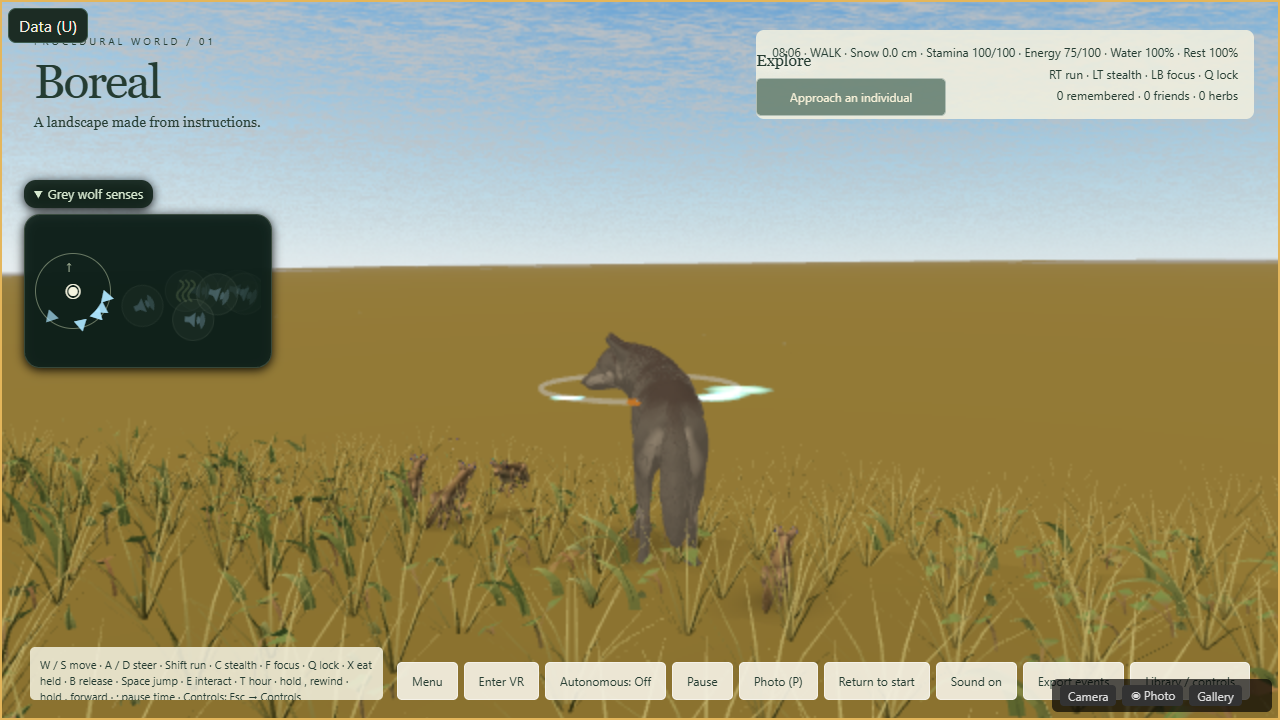 Data (U)
PROCEDURAL WORLD / 01
Boreal
A landscape made from instructions.
08:06 · WALK · Snow 0.0 cm · Stamina 100/100 · Energy 75/100 · Water 100% · Rest 100%
Explore
RT run · LT stealth · LB focus · Q lock
Approach an individual
0 remembered · 0 friends · 0 herbs
▼ Grey wolf senses
↑
W / S move · A / D steer · Shift run · C stealth · F focus · Q lock · X eat
held · B release · Space jump · E interact · T hour · hold , rewind ·
hold . forward · ; pause time · Controls: Esc → Controls
Menu
Enter VR
Autonomous: Off
Pause
Photo (P)
Return to start
Sound on
Export events
Library / controls
Camera
◉ Photo
Gallery